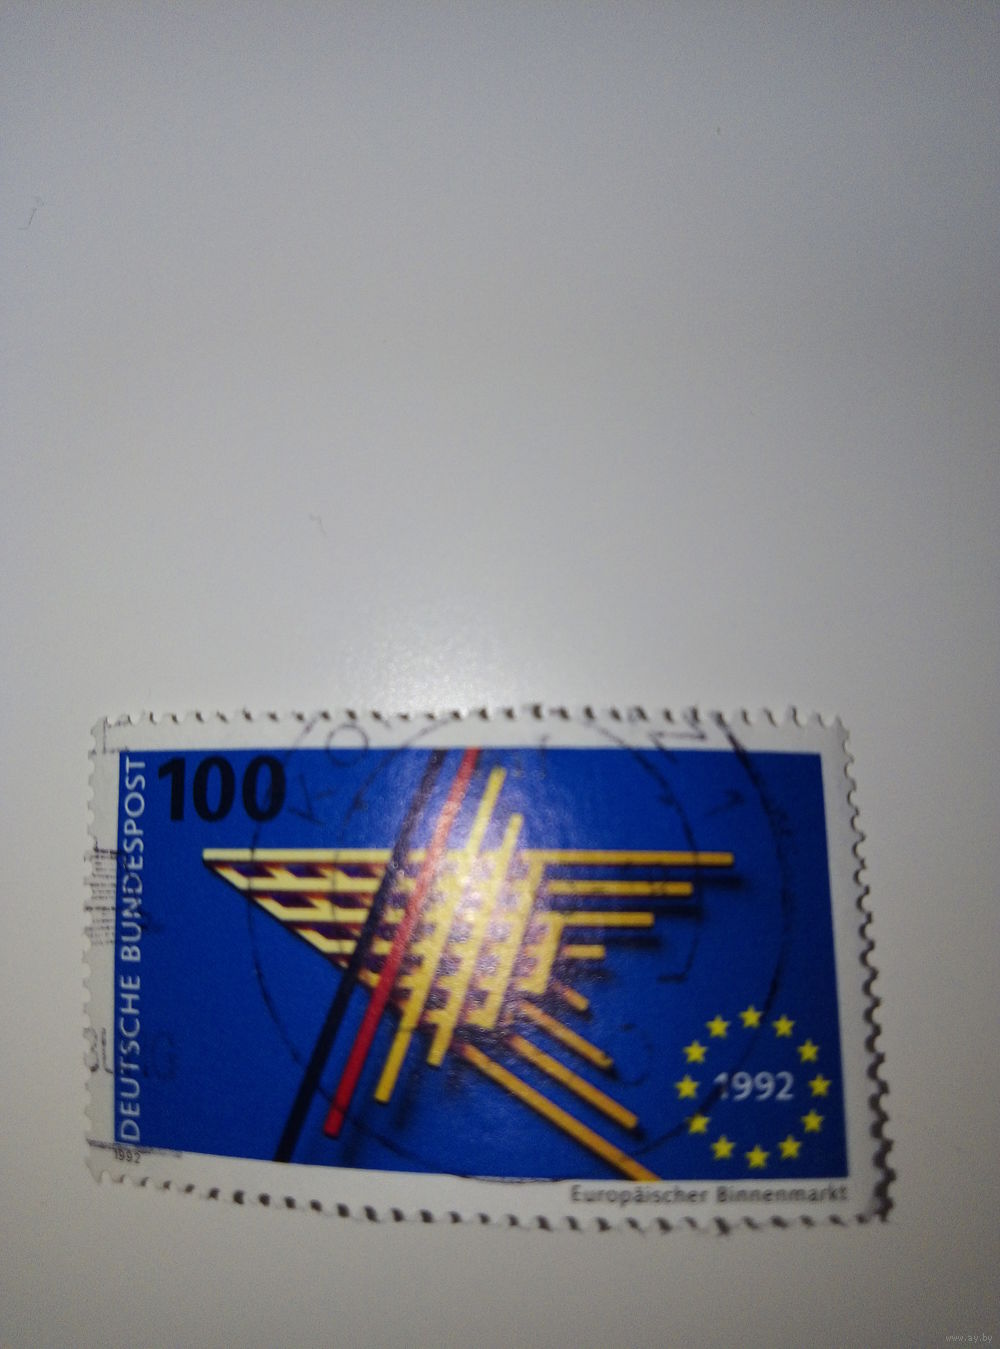 100
DEUTSCHE BUNDESPOST
1992
1992
Europäischer Binnenmarkt
www.ay.by